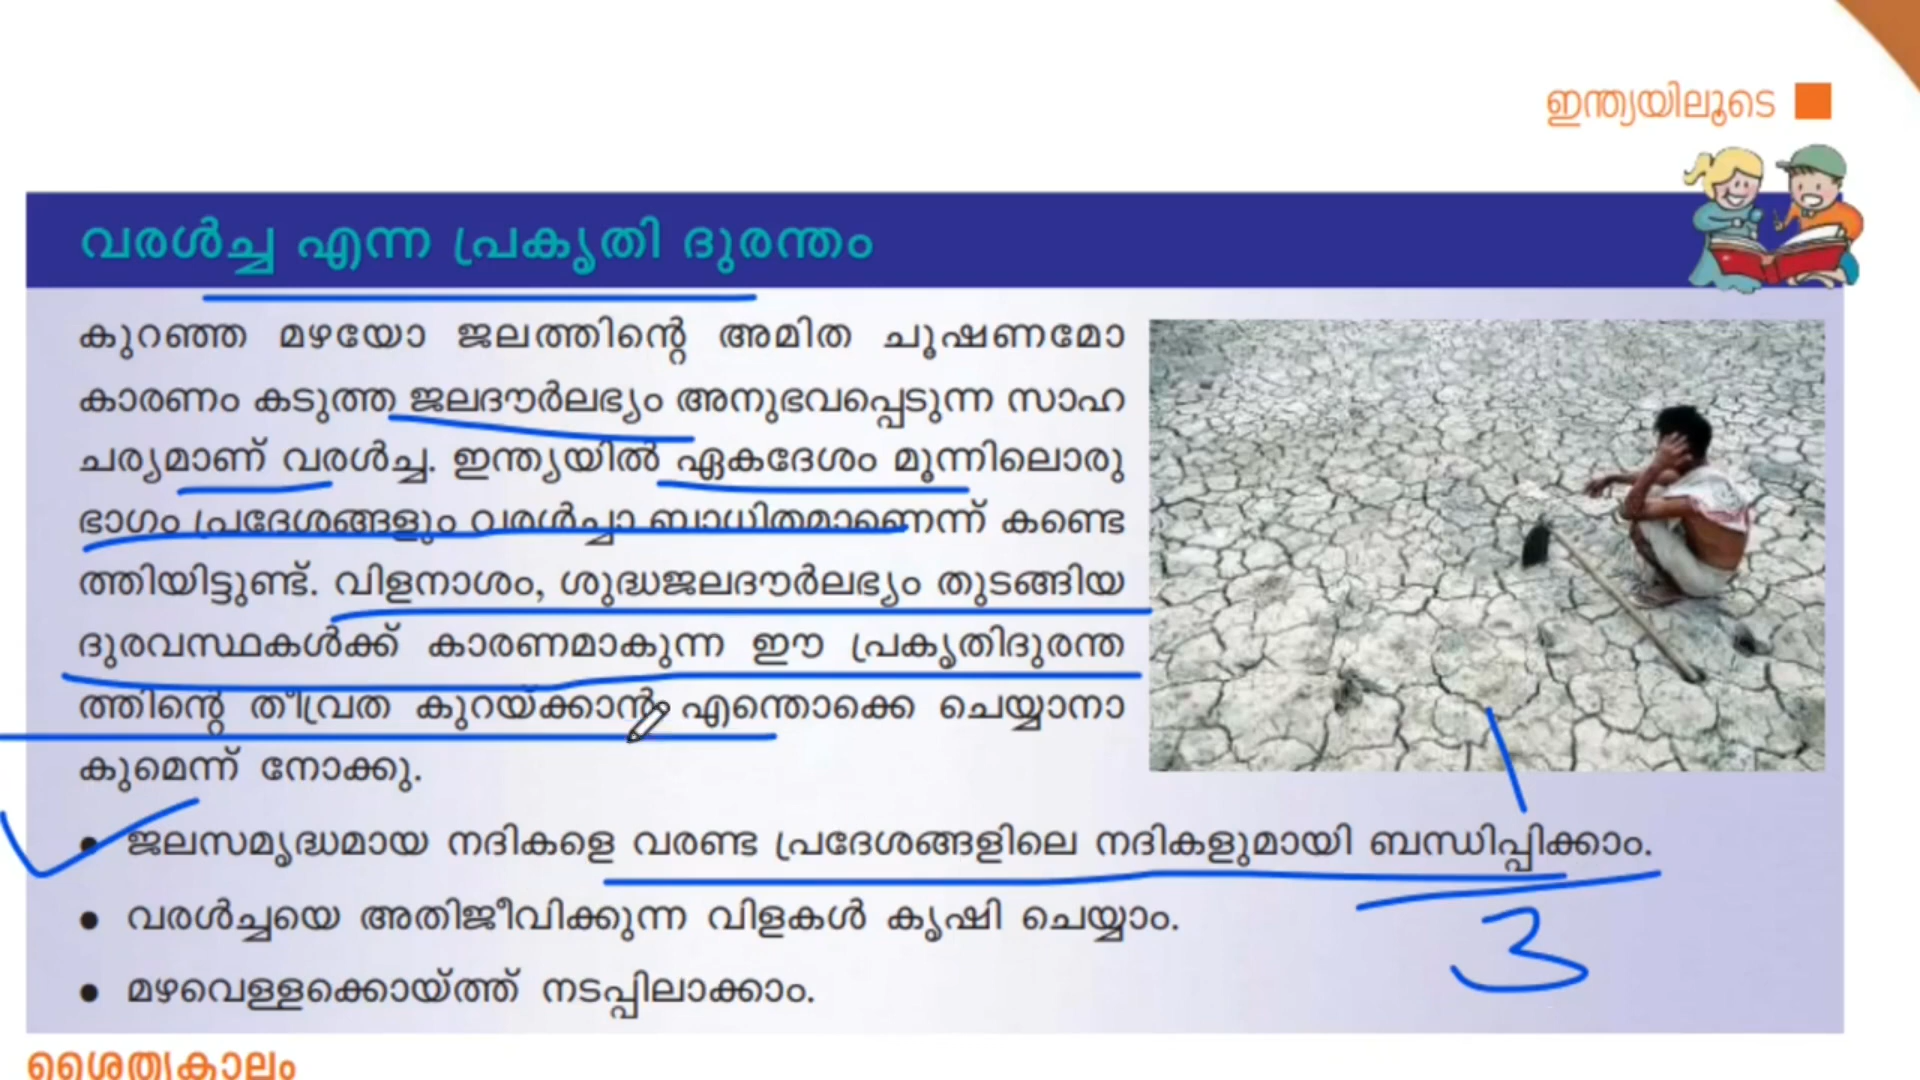 ഇന്ത്യയിലൂടെ
വരൾച്ച എന്ന പ്രകൃതി ദുരന്തം
കുറഞ്ഞ മഴയോ ജലത്തിന്റെ അമിത ചൂഷണമോ
കാരണം കടുത്ത ജലദൗർലഭ്യം അനുഭവപ്പെടുന്ന സാഹ
ചര്യമാണ് വരൾച്ച. ഇന്ത്യയിൽ ഏകദേശം മൂന്നിലൊരു
ഭാഗം പ്രദേശങ്ങളും വരൾച്ചാ ബാധിതമാണെന്ന് കണ്ടെ
ത്തിയിട്ടുണ്ട്. വിളനാശം, ശുദ്ധജലദൗർലഭ്യം തുടങ്ങിയ
ദുരവസ്ഥകൾക്ക് കാരണമാകുന്ന ഈ പ്രകൃതിദുരന്ത
ത്തിന്റെ തീവ്രത കുറയ്ക്കാൻ എന്തൊക്കെ ചെയ്യാനാ
കുമെന്ന് നോക്കൂ.
• ജലസമൃദ്ധമായ നദികളെ വരണ്ട പ്രദേശങ്ങളിലെ നദികളുമായി ബന്ധിപ്പിക്കാം.
• വരൾച്ചയെ അതിജീവിക്കുന്ന വിളകൾ കൃഷി ചെയ്യാം.
3
• മഴവെള്ളക്കൊയ്ത്ത് നടപ്പിലാക്കാം.
ശൈത്യകാലം